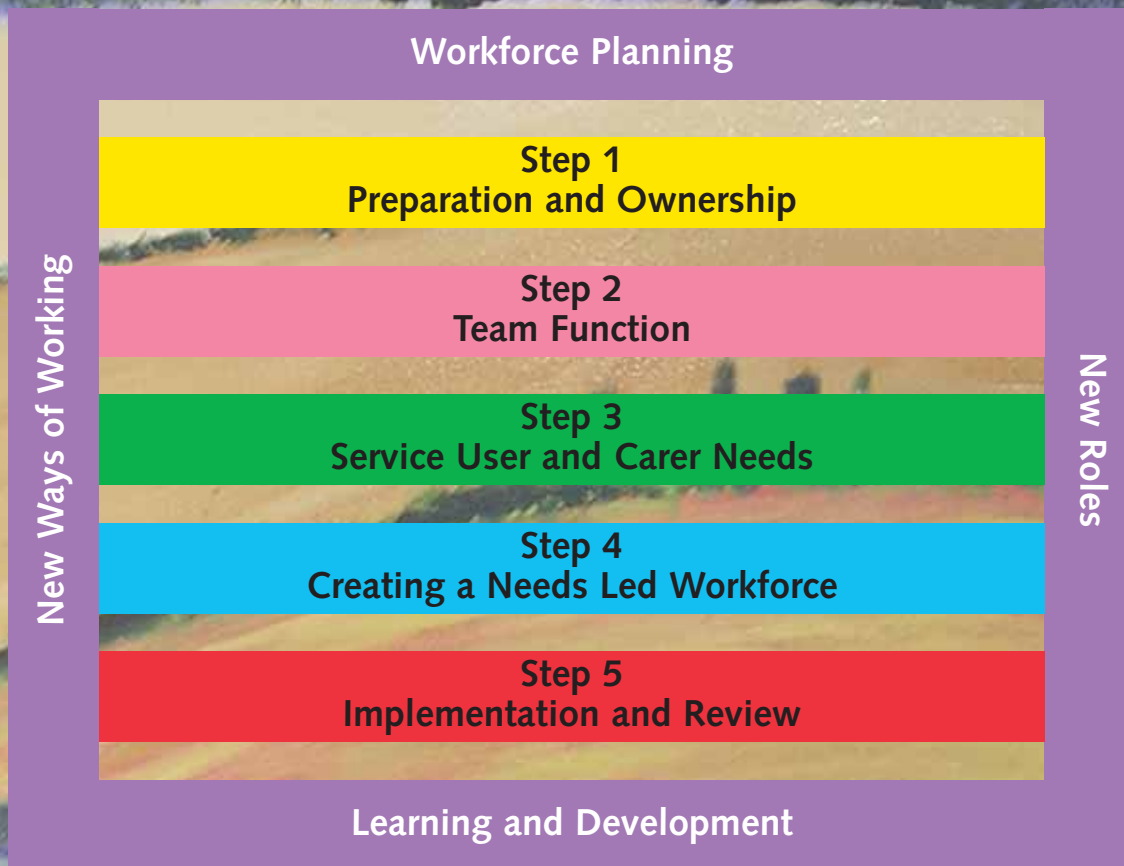 Workforce Planning
New Ways of Working
Step 1
Preparation and Ownership
Step 2
Team Function
Step 3
Service User and Carer Needs
Step 4
Creating a Needs Led Workforce
Step 5
Implementation and Review
New Roles
Learning and Development